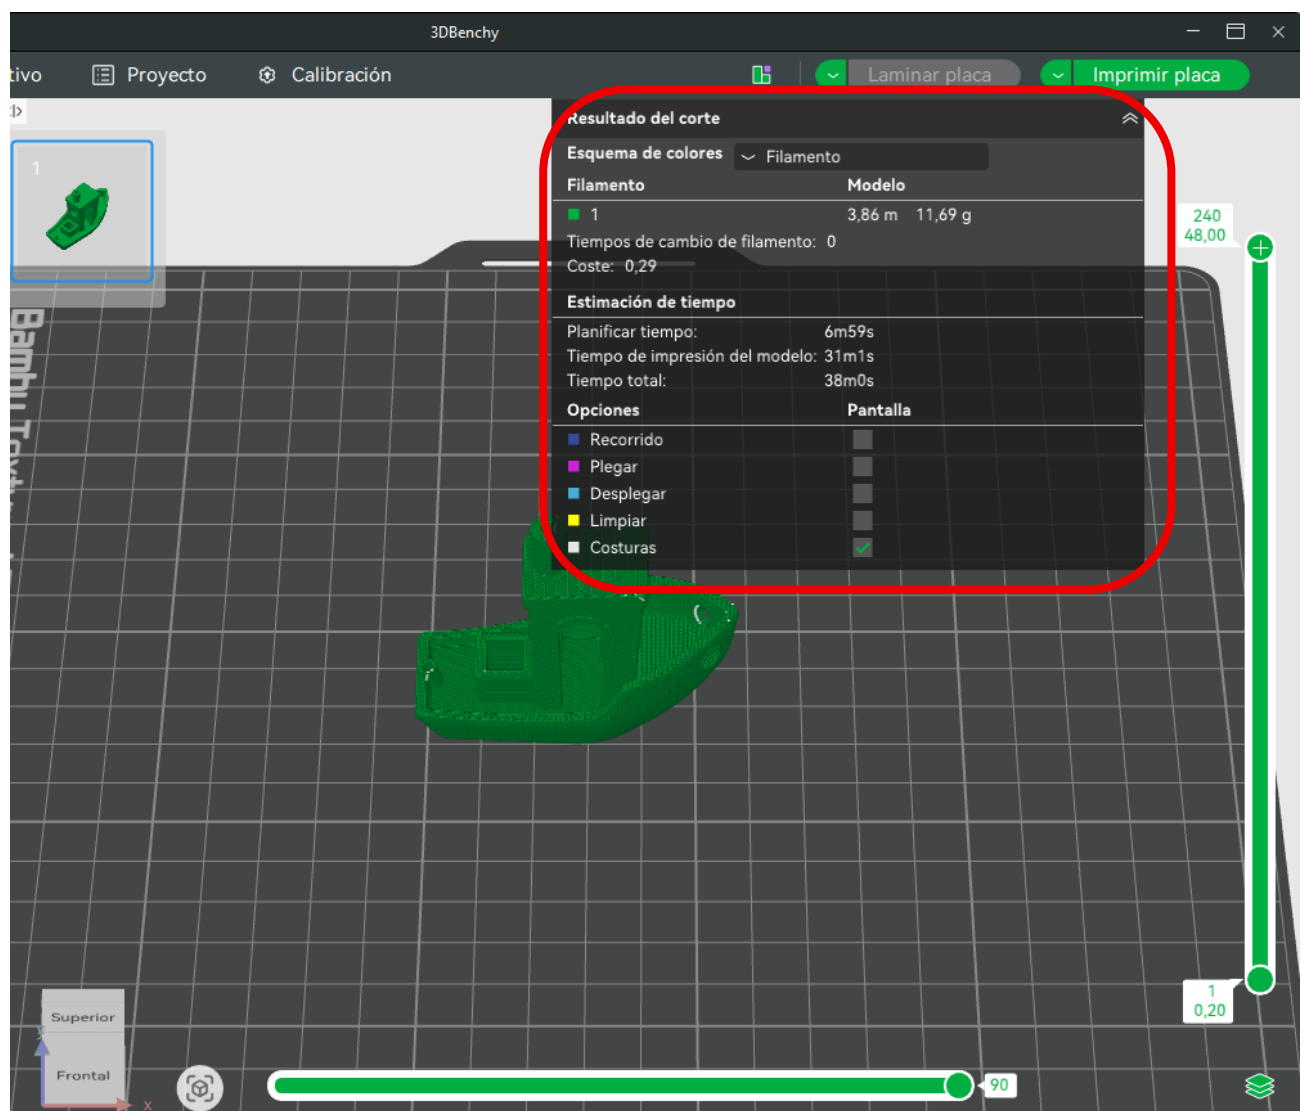 3DBenchy
tivo Proyecto Calibración Laminar placa Imprimir placa
Resultado del corte
1
Esquema de colores Filamento
Filamento Modelo
1 3,86 m 11,69 g
240
48,00
Tiempos de cambio de filamento: 0
Coste: 0,29
Estimación de tiempo
Planificar tiempo: 6m59s
Tiempo de impresión del modelo: 31m1s
Tiempo total: 38m0s
Opciones Pantalla
Recorrido
Plegar
Desplegar
Limpiar
Costuras
Bambu
1
0,20
Superior
Frontal
x
90